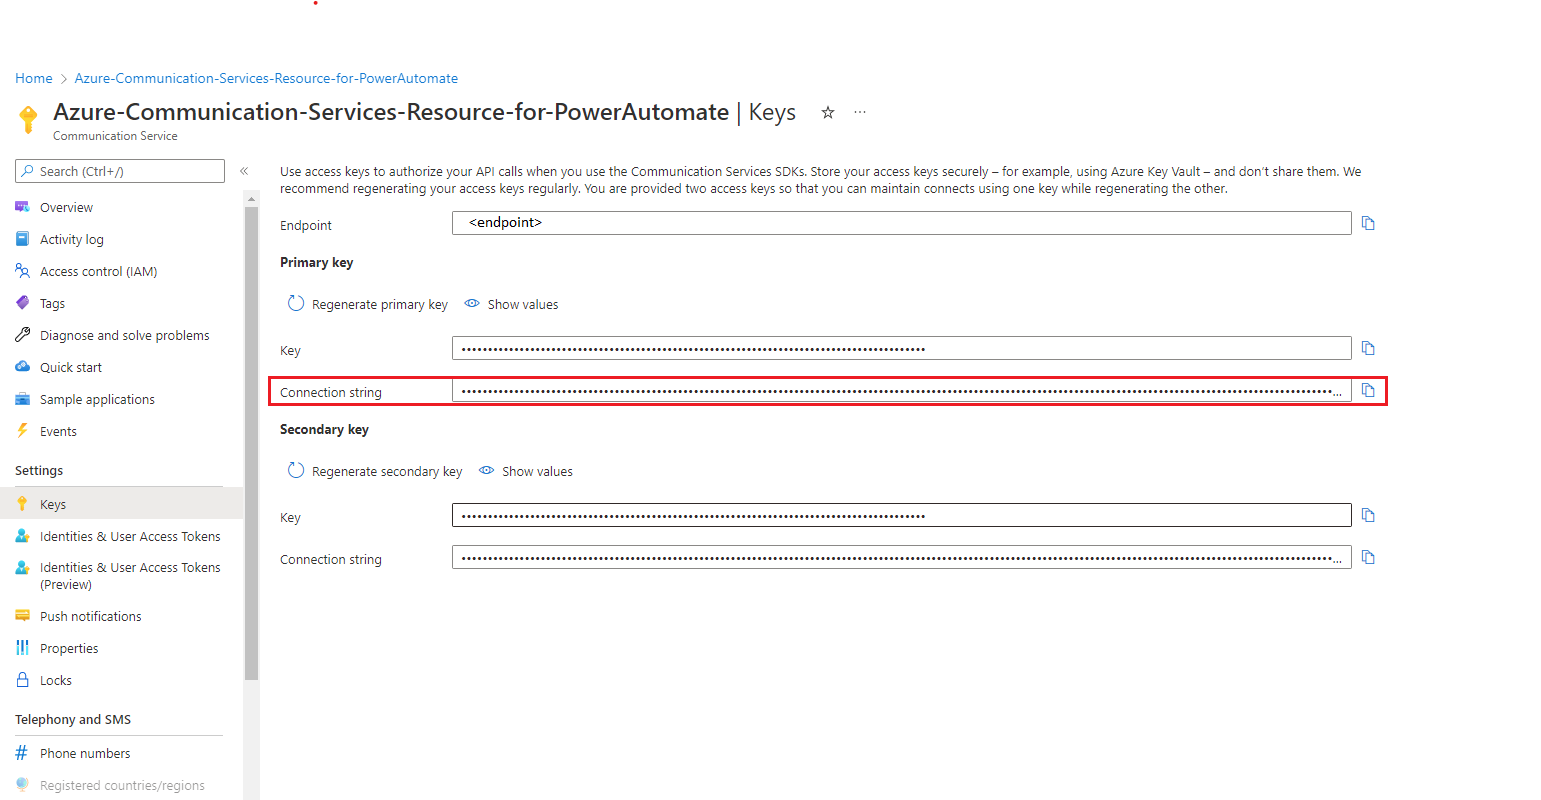 Home > Azure-Communication-Services-Resource-for-PowerAutomate
Azure-Communication-Services-Resource-for-PowerAutomate | Keys ☆ ...
Communication Service
Search (Ctrl+/)
«
Overview
Activity log
Access control (IAM)
Tags
Diagnose and solve problems
Quick start
Sample applications
Events
Settings
Keys
Identities & User Access Tokens
Identities & User Access Tokens
(Preview)
Push notifications
Properties
Locks
Telephony and SMS
Phone numbers
Registered countries/regions
Use access keys to authorize your API calls when you use the Communication Services SDKs. Store your access keys securely – for example, using Azure Key Vault – and don't share them. We
recommend regenerating your access keys regularly. You are provided two access keys so that you can maintain connects using one key while regenerating the other.
Endpoint <endpoint>
Primary key
Regenerate primary key Show values
Key
Connection string
Secondary key
Regenerate secondary key Show values
Key
Connection string